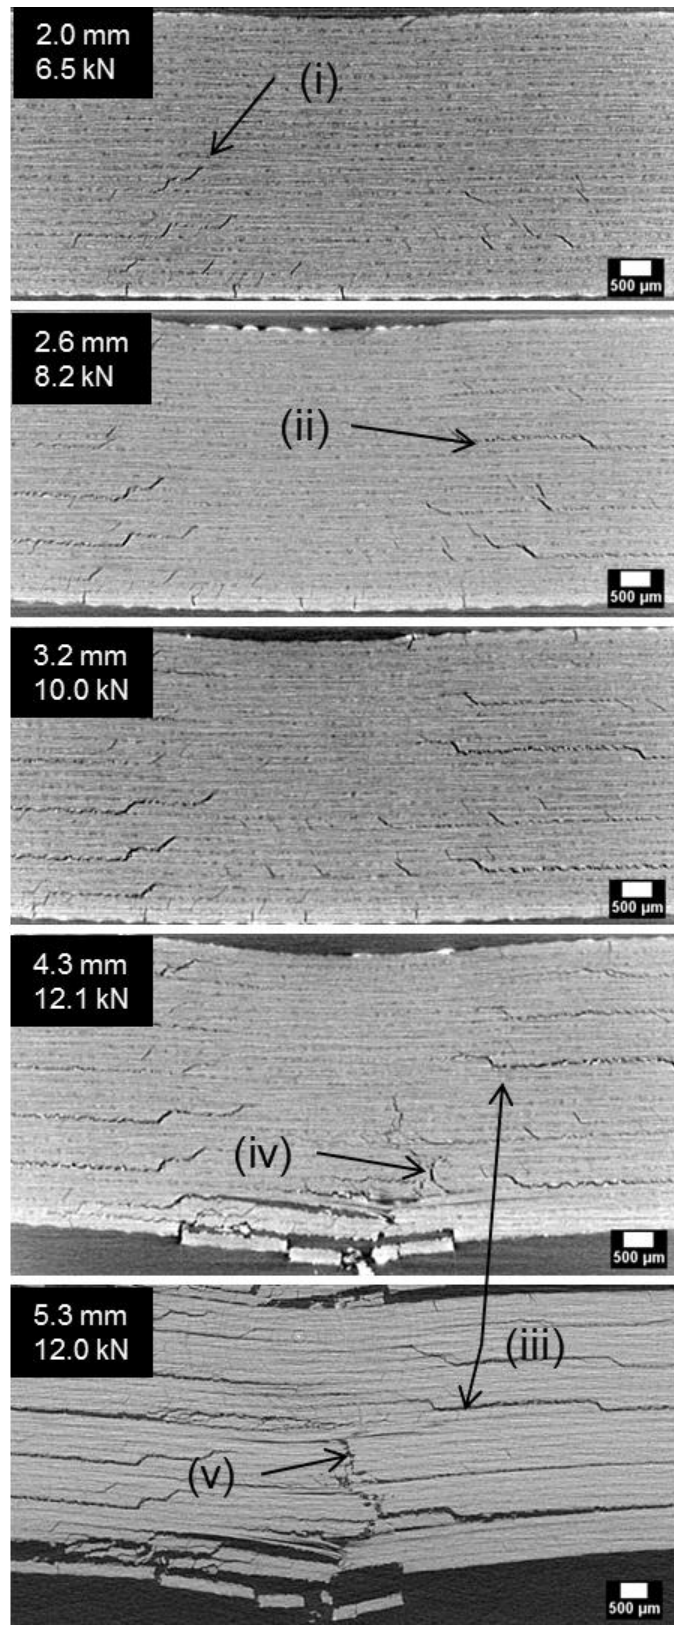 2.0 mm
6.5 kN
(i)
500 µm
2.6 mm
8.2 kN
(ii)
500 µm
3.2 mm
10.0 kN
500 µm
4.3 mm
12.1 kN
(iv)
500 µm
5.3 mm
12.0 kN
(iii)
(v)
500 µm